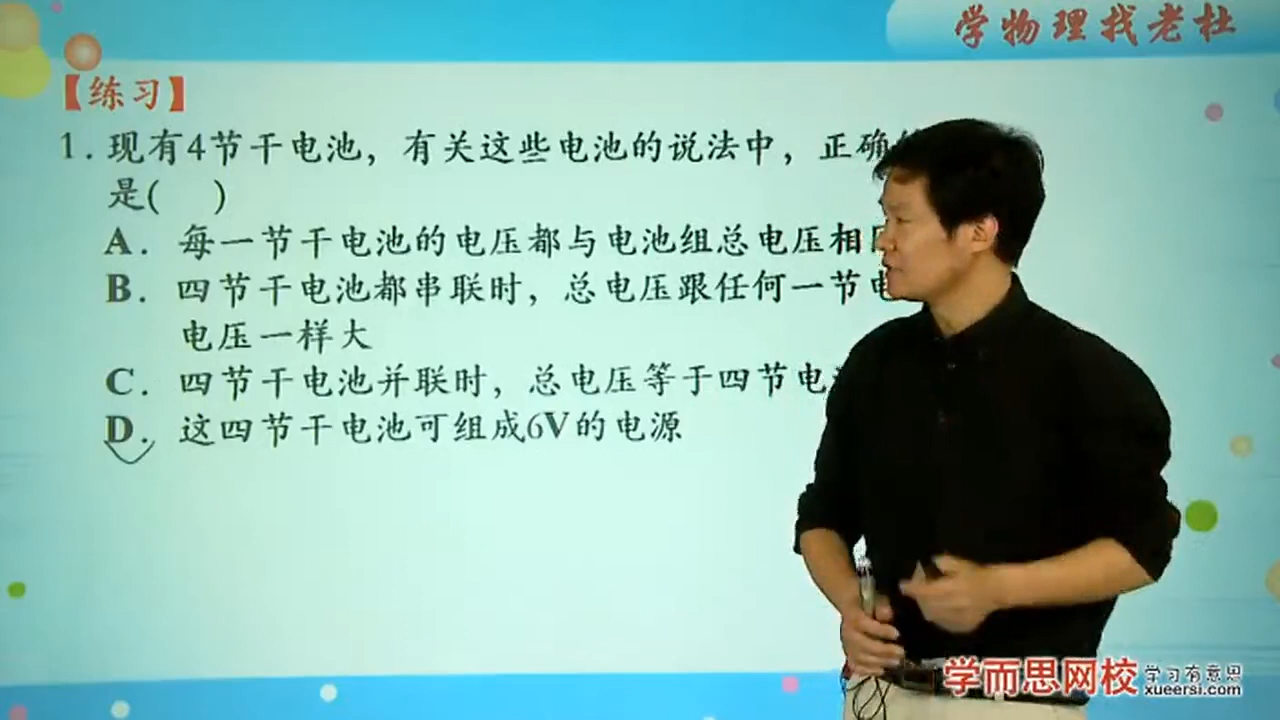 学物理找老杜
【练习】
1.现有4节干电池，有关这些电池的说法中，正确
是( )
A. 每一节干电池的电压都与电池组总电压相
B. 四节干电池都串联时，总电压跟任何一节
电压一样大
C. 四节干电池并联时，总电压等于四节电
D. 这四节干电池可组成6V的电源
学而思网校 学习有意思
xueersi.com